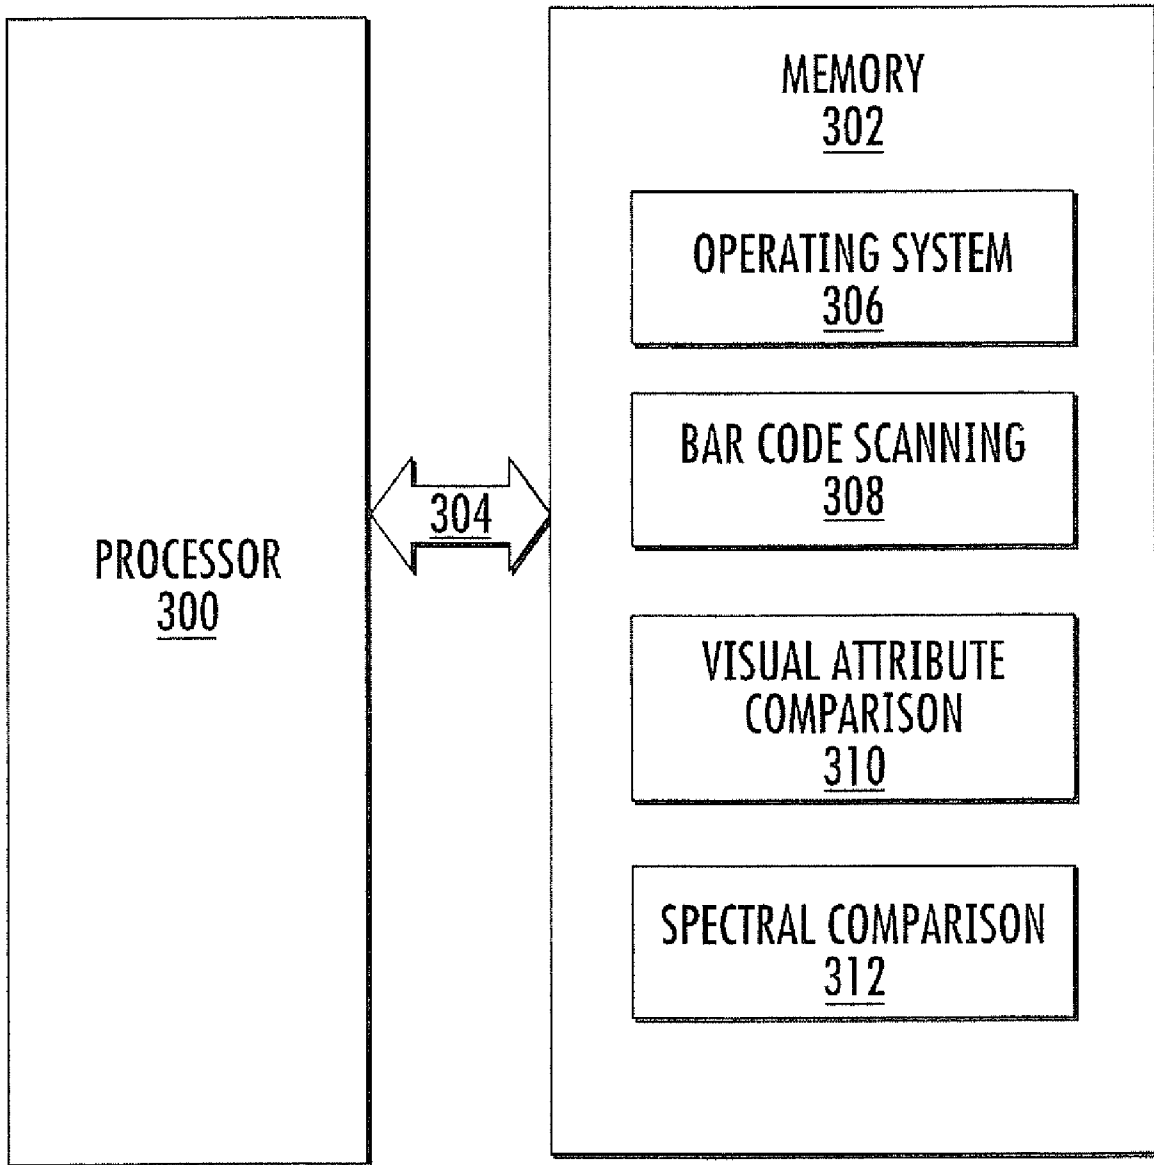 PROCESSOR
300
304
MEMORY
302
OPERATING SYSTEM
306
BAR CODE SCANNING
308
VISUAL ATTRIBUTE
COMPARISON
310
SPECTRAL COMPARISON
312